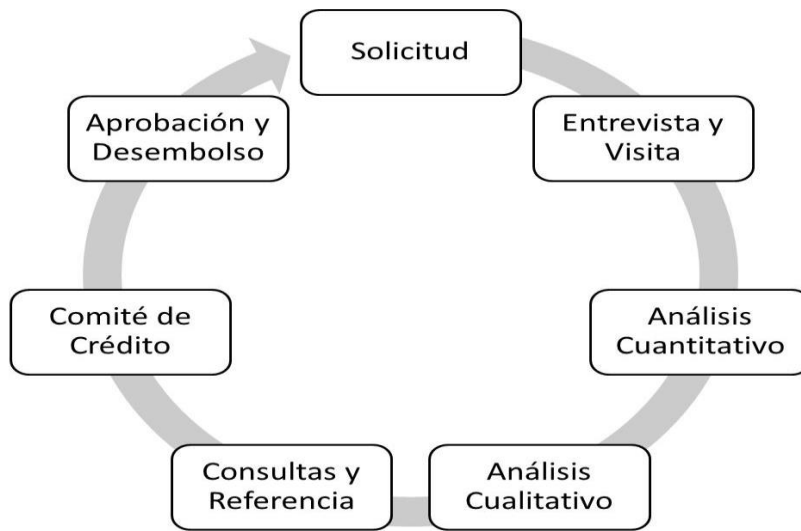 Solicitud
Entrevista y
Visita
Análisis
Cuantitativo
Análisis
Cualitativo
Consultas y
Referencia
Comité de
Crédito
Aprobación y
Desembolso